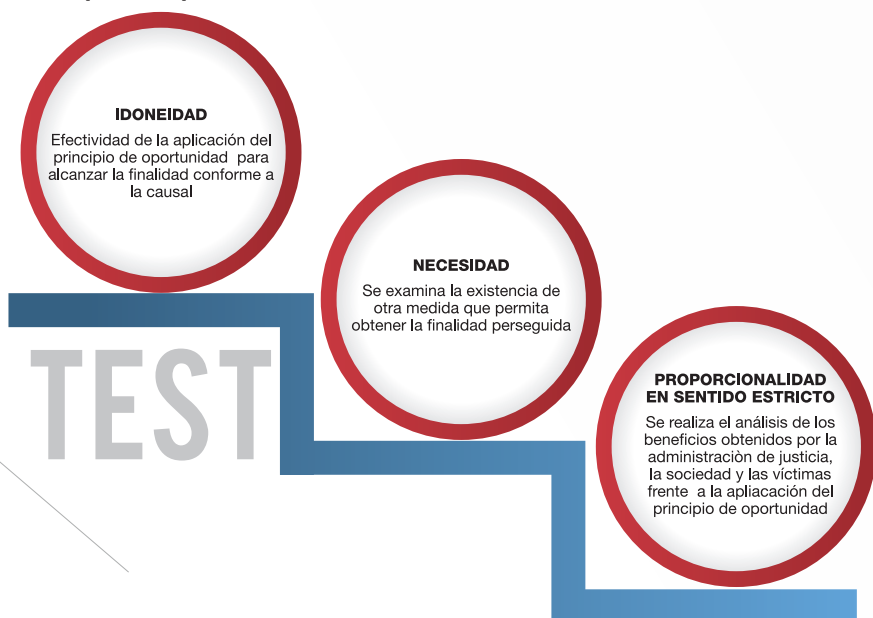 IDONEIDAD
Efectividad de la aplicación del
principio de oportunidad para
alcanzar la finalidad conforme a
la causal
NECESIDAD
Se examina la existencia de
otra medida que permita
obtener la finalidad perseguida
TEST
PROPORCIONALIDAD
EN SENTIDO ESTRICTO
Se realiza el análisis de los
beneficios obtenidos por la
administraciòn de justicia,
la sociedad y las víctimas
frente a la apliacación del
principio de oportunidad